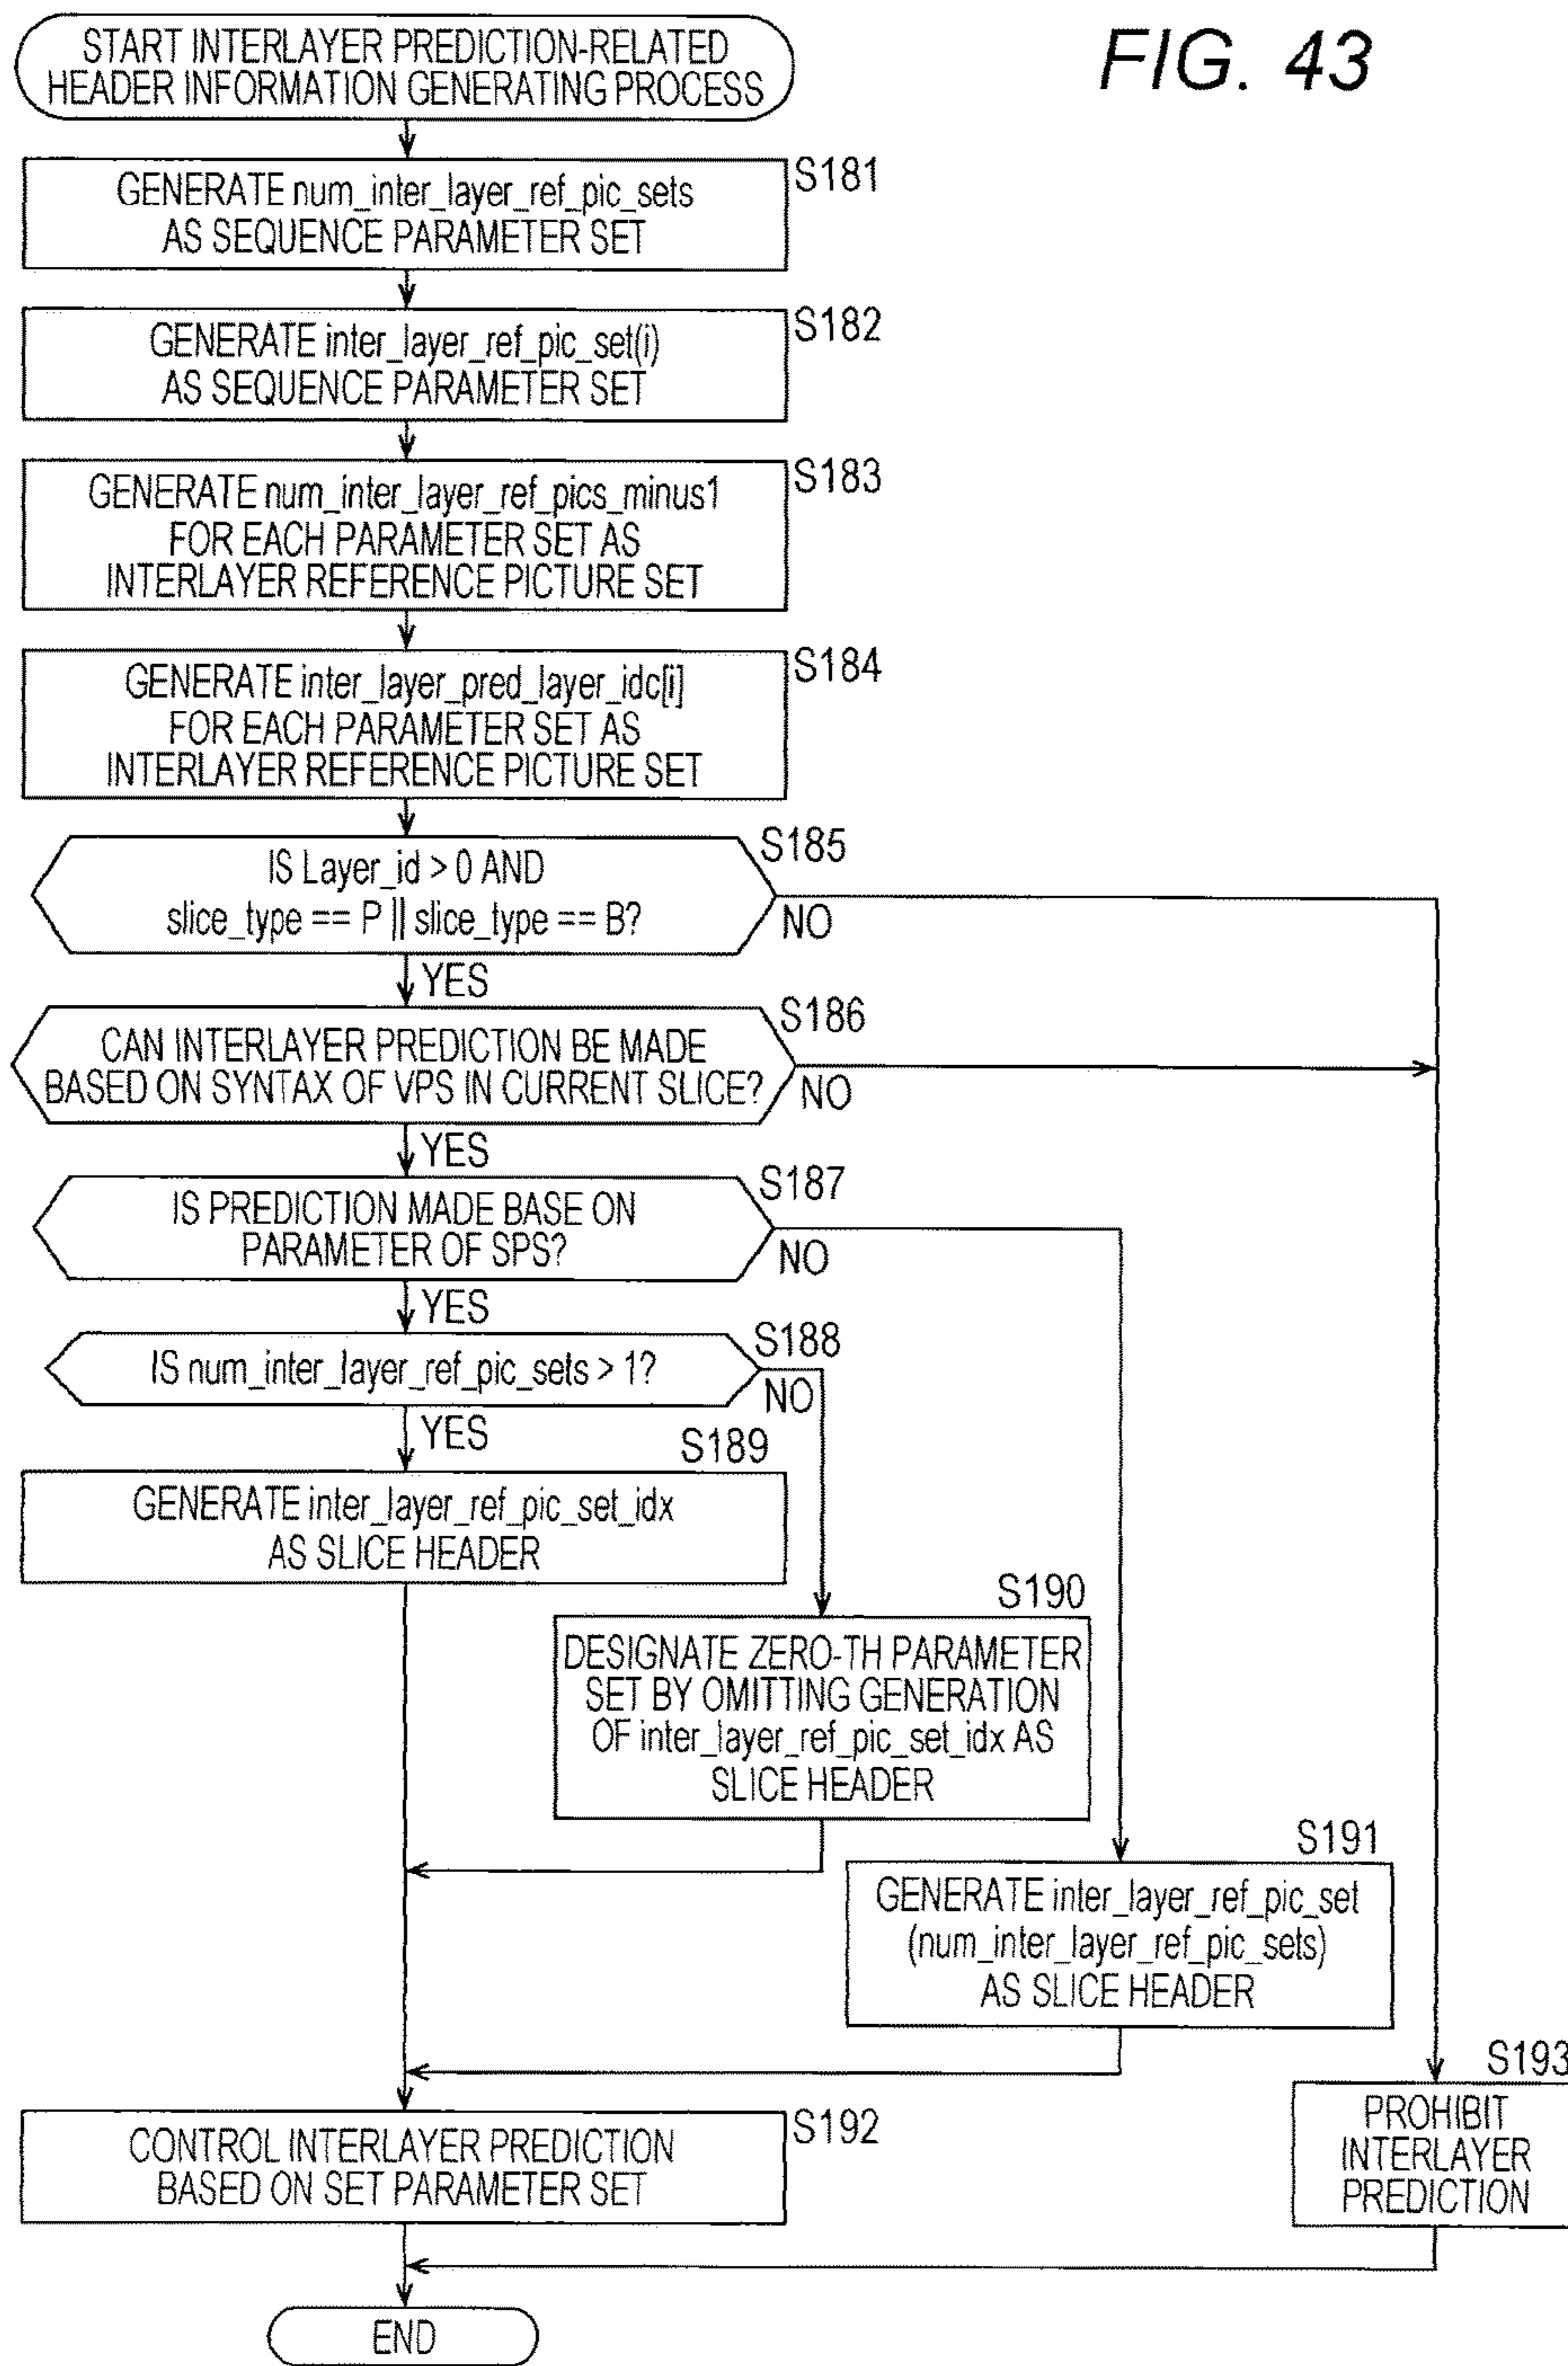 FIG. 43
START INTERLAYER PREDICTION-RELATED
HEADER INFORMATION GENERATING PROCESS
S181
GENERATE num_inter_layer_ref_pic_sets
AS SEQUENCE PARAMETER SET
S182
GENERATE inter_layer_ref_pic_set(i)
AS SEQUENCE PARAMETER SET
S183
GENERATE num_inter_layer_ref_pics_minus1
FOR EACH PARAMETER SET AS
INTERLAYER REFERENCE PICTURE SET
S184
GENERATE inter_layer_pred_layer_idc[i]
FOR EACH PARAMETER SET AS
INTERLAYER REFERENCE PICTURE SET
S185
IS Layer_id > 0 AND
slice_type == P || slice_type == B?
NO
YES
S186
CAN INTERLAYER PREDICTION BE MADE
BASED ON SYNTAX OF VPS IN CURRENT SLICE?
NO
YES
S187
IS PREDICTION MADE BASE ON
PARAMETER OF SPS?
NO
YES
S188
IS num_inter_layer_ref_pic_sets > 1?
NO
YES
S189
GENERATE inter_layer_ref_pic_set_idx
AS SLICE HEADER
S190
DESIGNATE ZERO-TH PARAMETER
SET BY OMITTING GENERATION
OF inter_layer_ref_pic_set_idx AS
SLICE HEADER
S191
GENERATE inter_layer_ref_pic_set
(num_inter_layer_ref_pic_sets)
AS SLICE HEADER
S192
CONTROL INTERLAYER PREDICTION
BASED ON SET PARAMETER SET
S193
PROHIBIT
INTERLAYER
PREDICTION
END